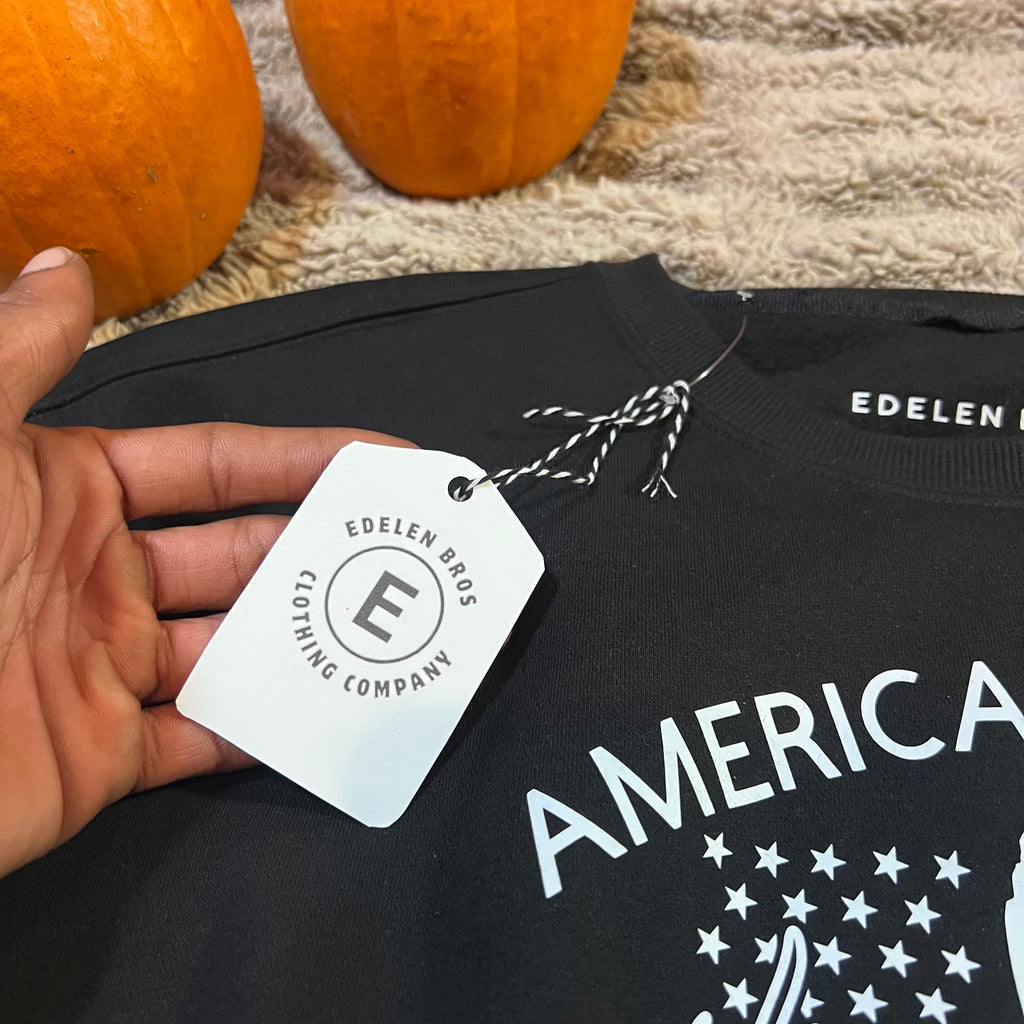 EDELEN
EDELEN BROS
E
CLOTHING COMPANY
AMERICA